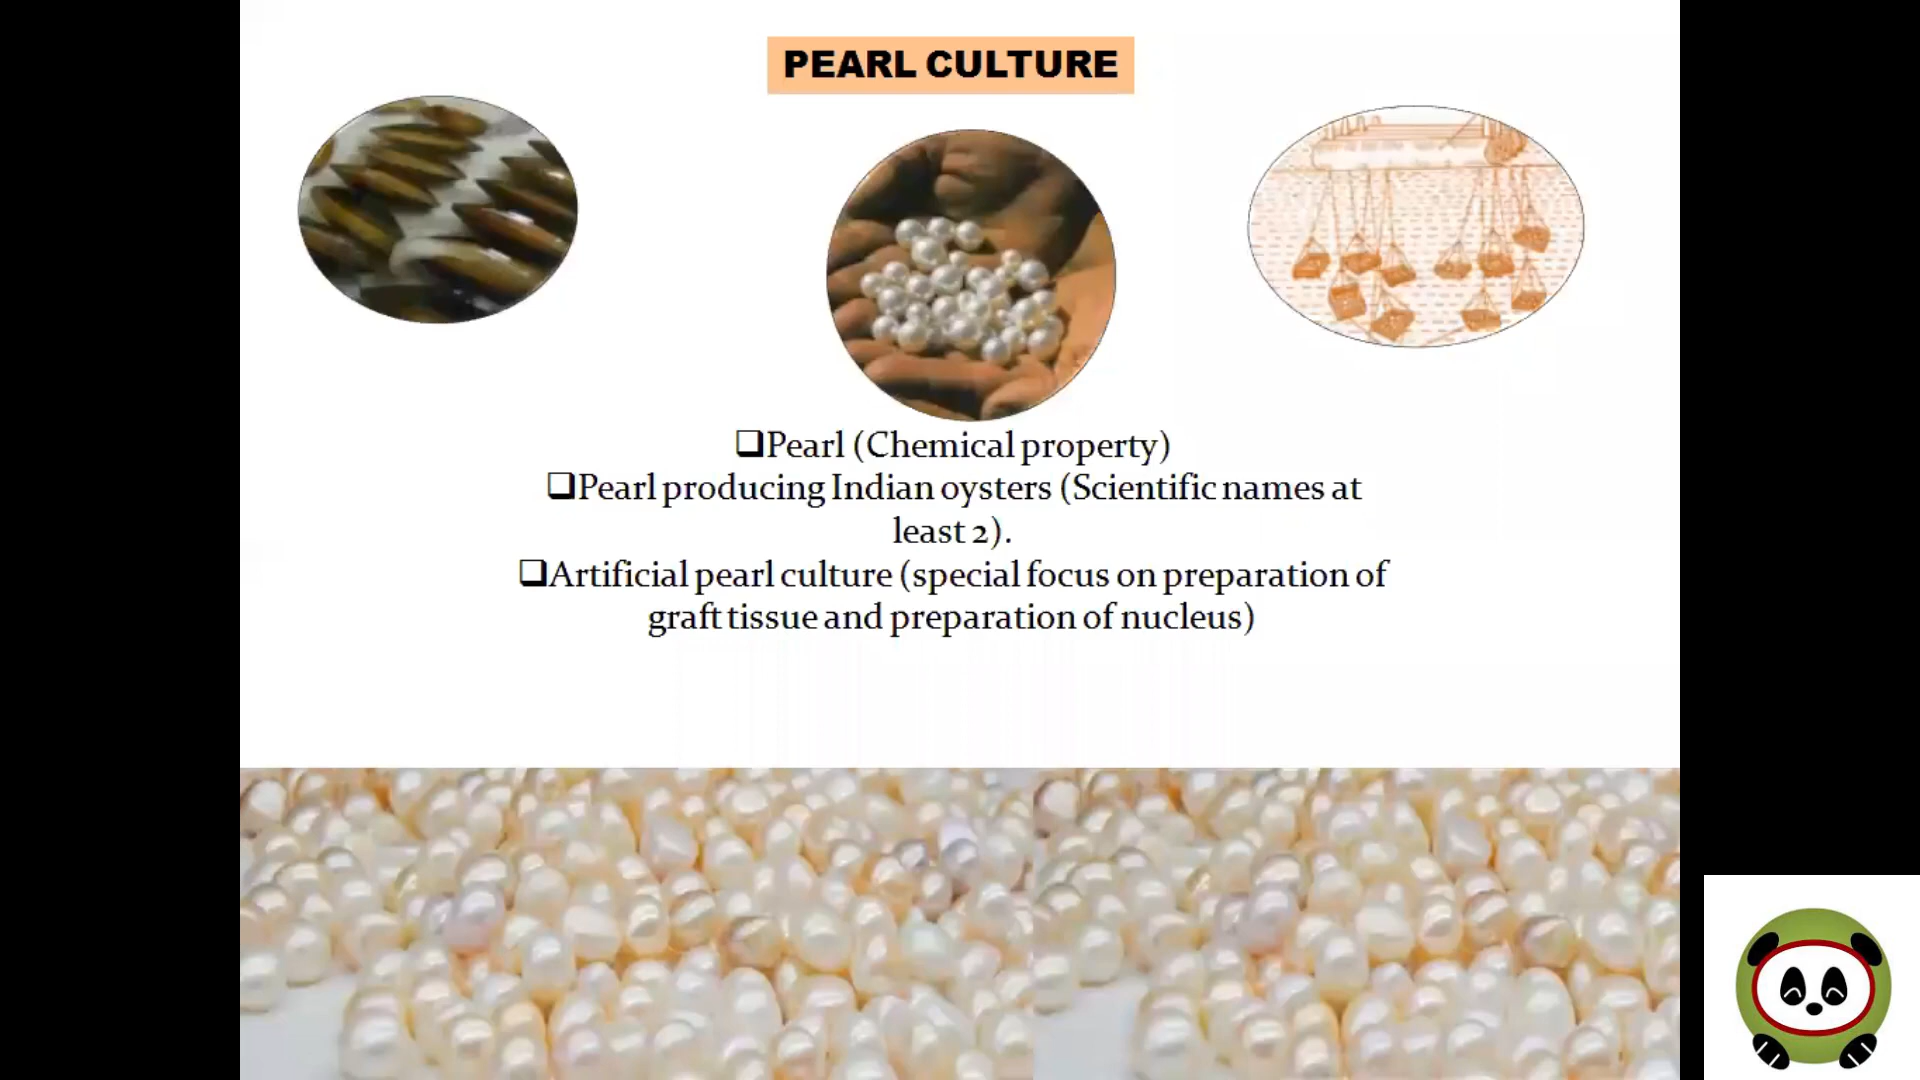 PEARL CULTURE
❑Pearl (Chemical property)
❑Pearl producing Indian oysters (Scientific names at
least 2).
❑Artificial pearl culture (special focus on preparation of
graft tissue and preparation of nucleus)